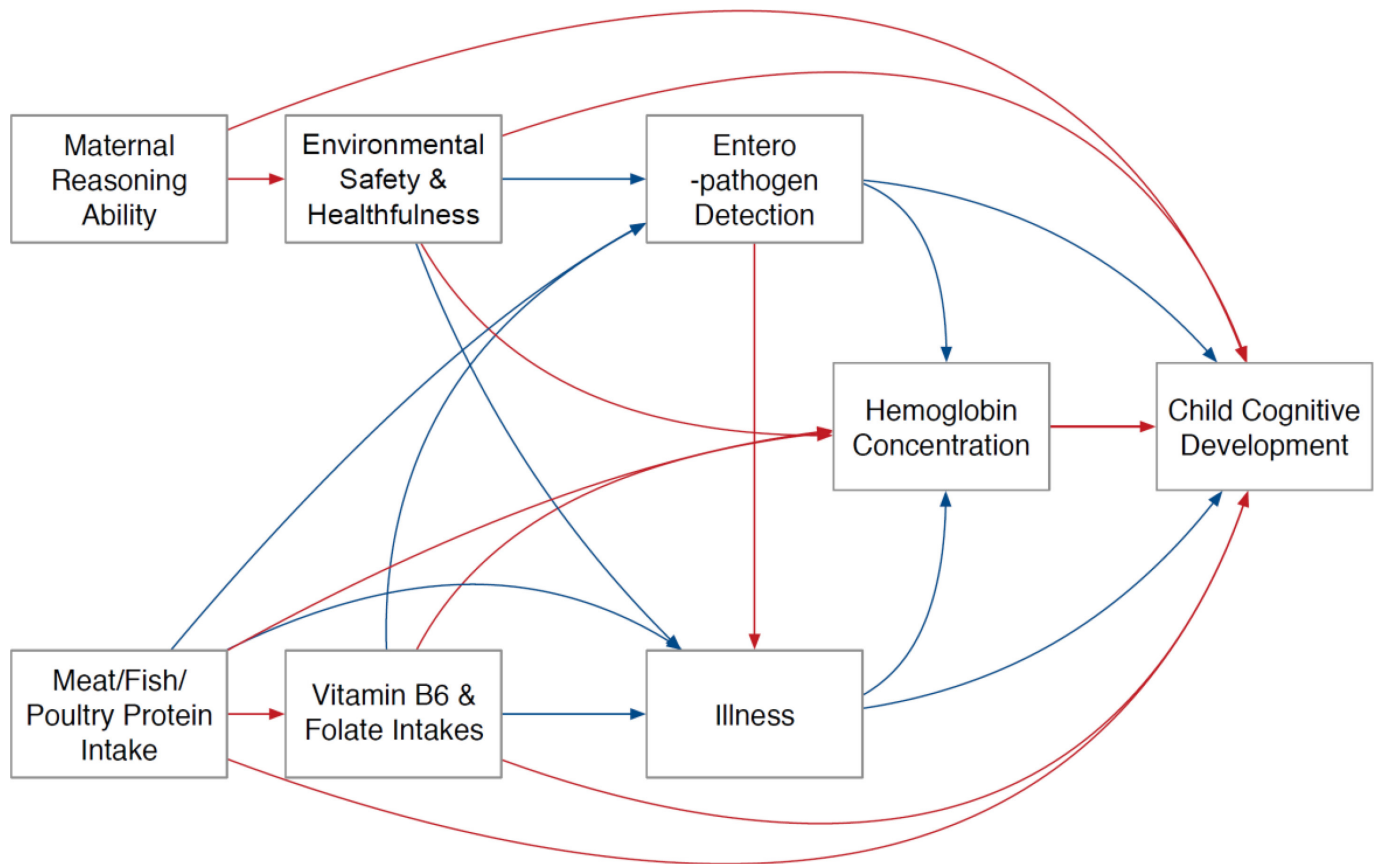 Maternal
Reasoning
Ability
Environmental
Safety &
Healthfulness
Entero
-pathogen
Detection
Hemoglobin
Concentration
Child Cognitive
Development
Meat/Fish/
Poultry Protein
Intake
Vitamin B6 &
Folate Intakes
Illness